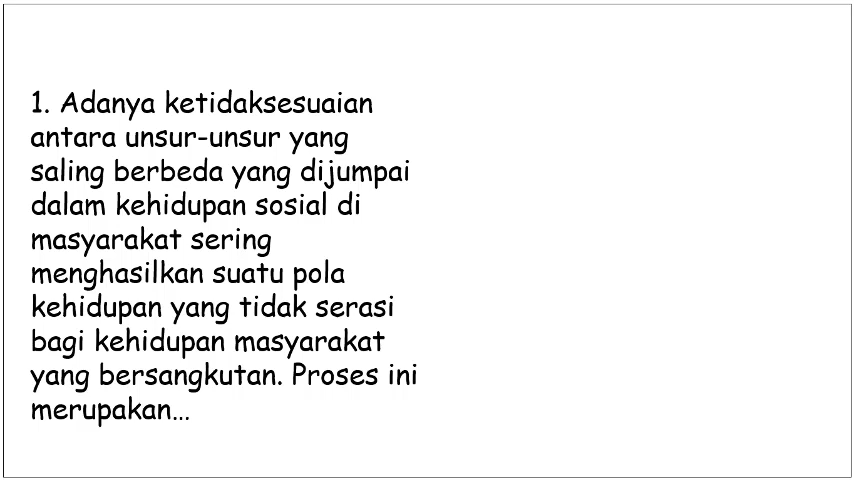 1. Adanya ketidaksesuaian
antara unsur-unsur yang
saling berbeda yang dijumpai
dalam kehidupan sosial di
masyarakat sering
menghasilkan suatu pola
kehidupan yang tidak serasi
bagi kehidupan masyarakat
yang bersangkutan. Proses ini
merupakan...